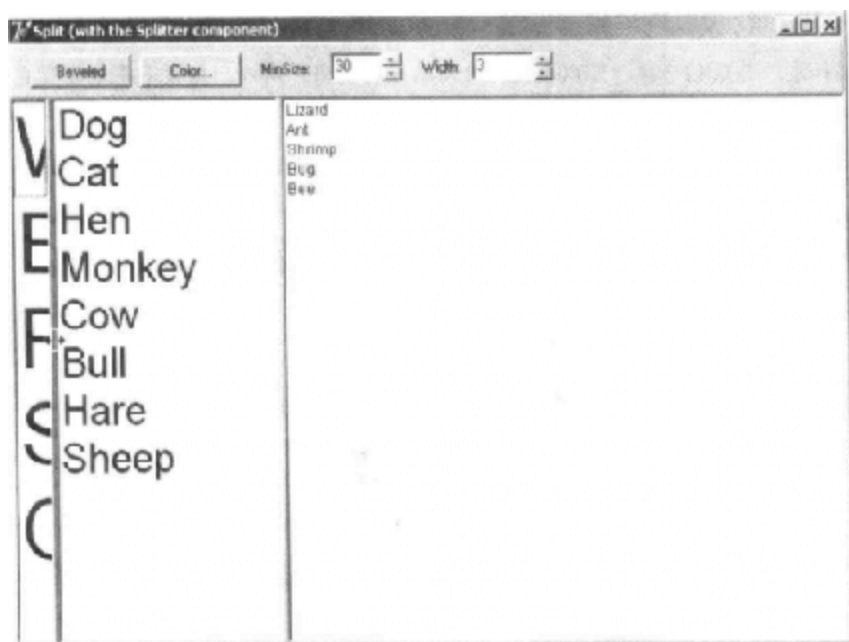 Split (with the Splitter component)
Beveled Color... MinSize: 30 Width: 3
Dog
Cat
Hen
Monkey
Cow
Bull
Hare
Sheep
Lizard
Ant
Shrimp
Bug
Bee